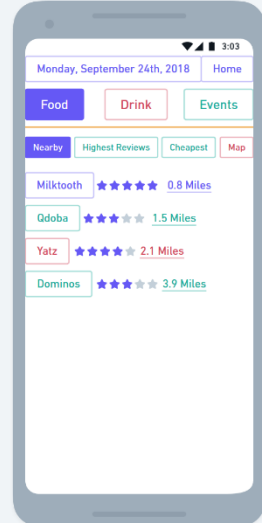 3:03
Monday, September 24th, 2018 Home
Food Drink Events
Nearby Highest Reviews Cheapest Map
Milktooth 0.8 Miles
Qdoba 1.5 Miles
Yatz 2.1 Miles
Dominos 3.9 Miles